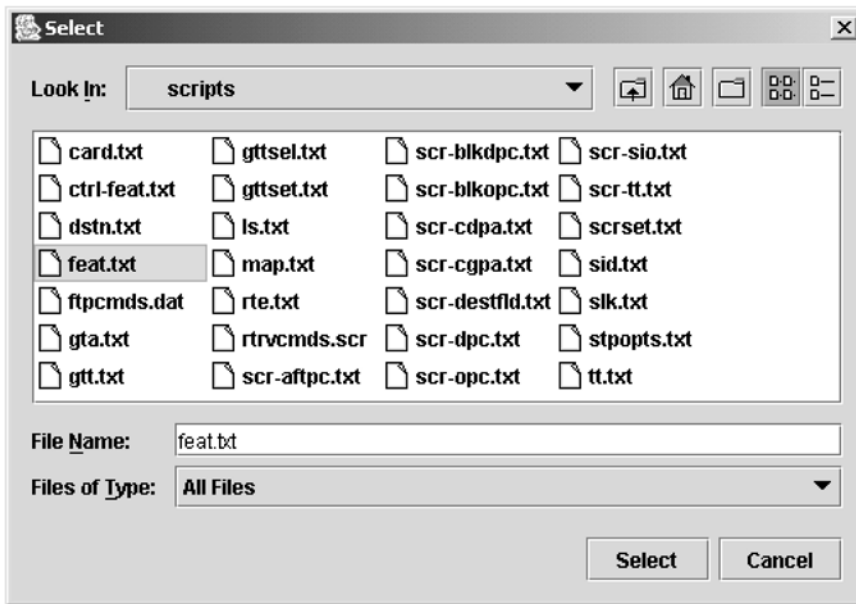 Select
Look In: scripts
card.txt gttsel.txt scr-blkdpc.txt scr-sio.txt
ctrl-feat.txt gttset.txt scr-blkopc.txt scr-tt.txt
dstn.txt ls.txt scr-cdpa.txt scrset.txt
feat.txt map.txt scr-cgpa.txt sid.txt
ftpcmds.dat rte.txt scr-destfld.txt slk.txt
gta.txt rtrvcmds.scr scr-dpc.txt stpopts.txt
gtt.txt scr-aftpc.txt scr-opc.txt tt.txt
File Name: feat.txt
Files of Type: All Files
Select Cancel